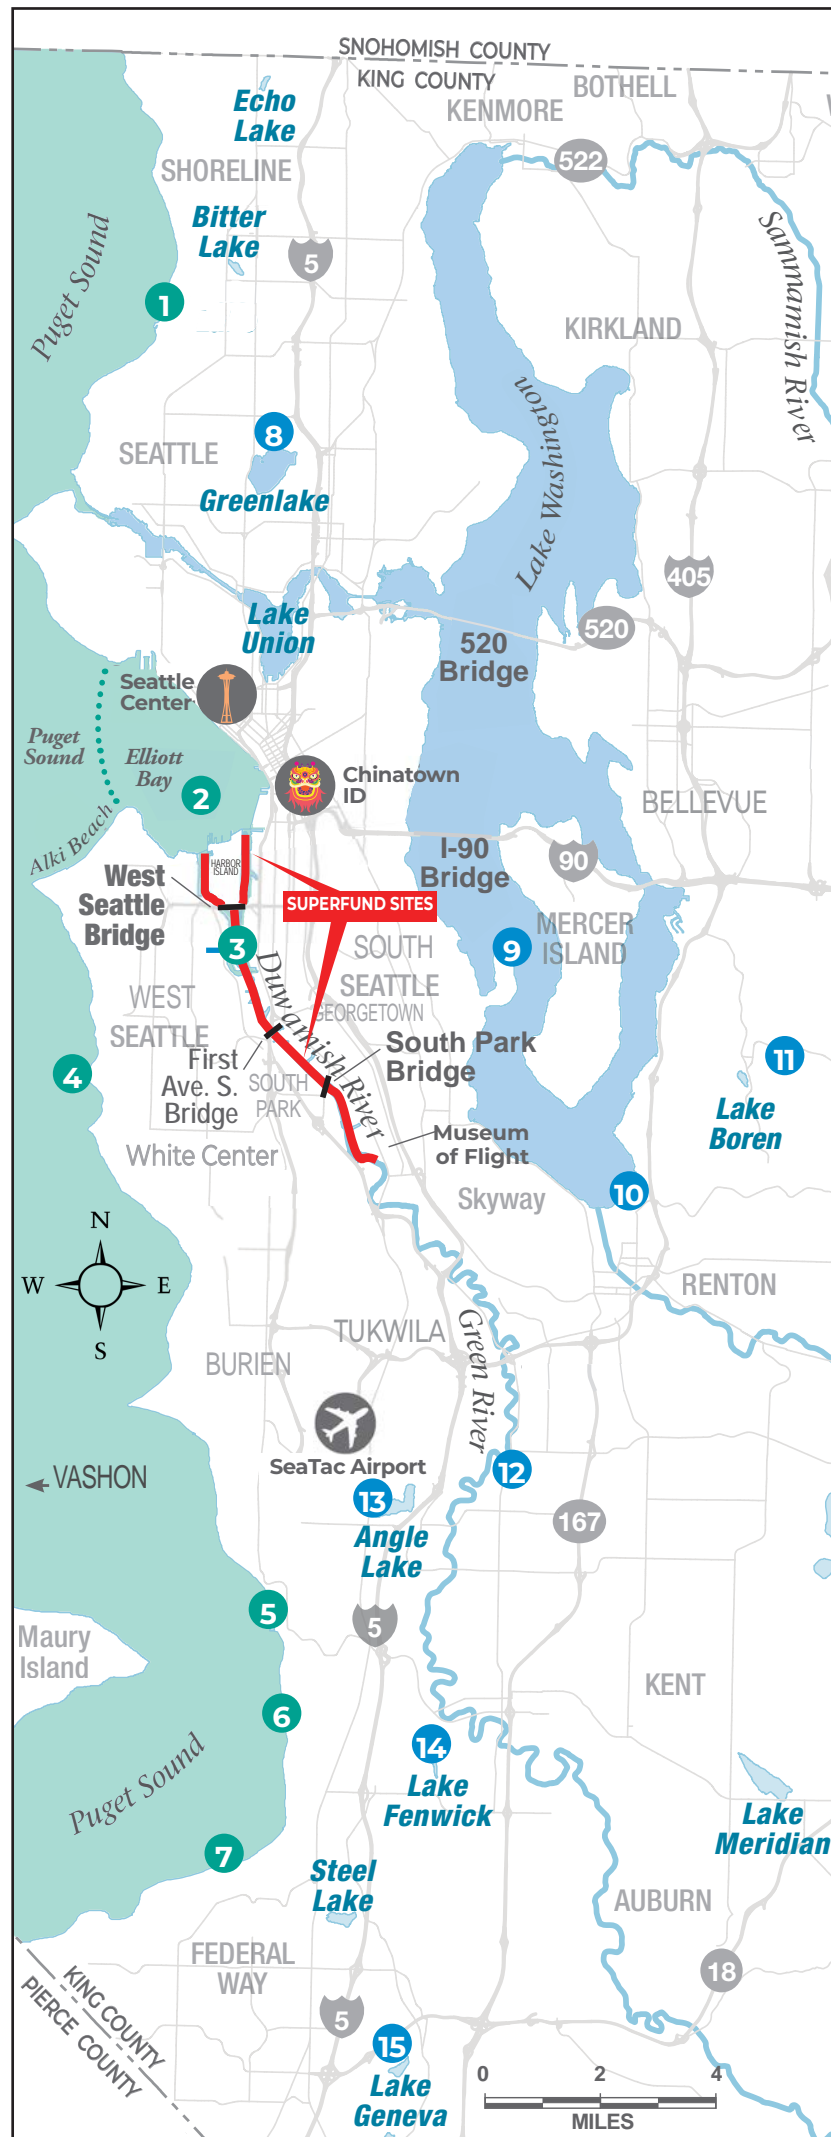 SNOHOMISH COUNTY
KING COUNTY
BOTHELL
KENMORE
Echo
Lake
522
SHORELINE
Bitter
Lake
Sammamish River
Puget Sound
5
1
KIRKLAND
Lake Washington
8
SEATTLE
Greenlake
405
Lake
Union
520
520
Bridge
Seattle
Center
Puget
Sound
Elliott
Bay
2
Chinatown
ID
BELLEVUE
Alki Beach
HARBOR
ISLAND
I-90
Bridge
90
West
Seattle
Bridge
SUPERFUND SITES
MERCER
ISLAND
3
9
SOUTH
SEATTLE
GEORGETOWN
Duwamish River
WEST
SEATTLE
4
First
Ave. S.
Bridge
SOUTH
PARK
South Park
Bridge
11
Lake
Boren
White Center
Museum
of Flight
Skyway
10
N
W
E
S
RENTON
TUKWILA
Green River
BURIEN
SeaTac Airport
VASHON
12
13
Angle
Lake
167
5
5
Maury
Island
KENT
6
14
Lake
Fenwick
Puget Sound
Lake
Meridian
7
Steel
Lake
AUBURN
FEDERAL
WAY
18
KING COUNTY
PIERCE COUNTY
5
15
Lake
Geneva
0
2
4
MILES